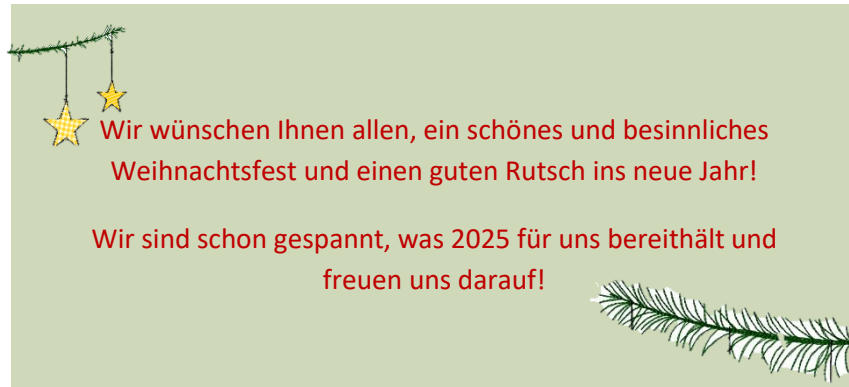 Wir wünschen Ihnen allen, ein schönes und besinnliches
Weihnachtsfest und einen guten Rutsch ins neue Jahr!
Wir sind schon gespannt, was 2025 für uns bereithält und
freuen uns darauf!